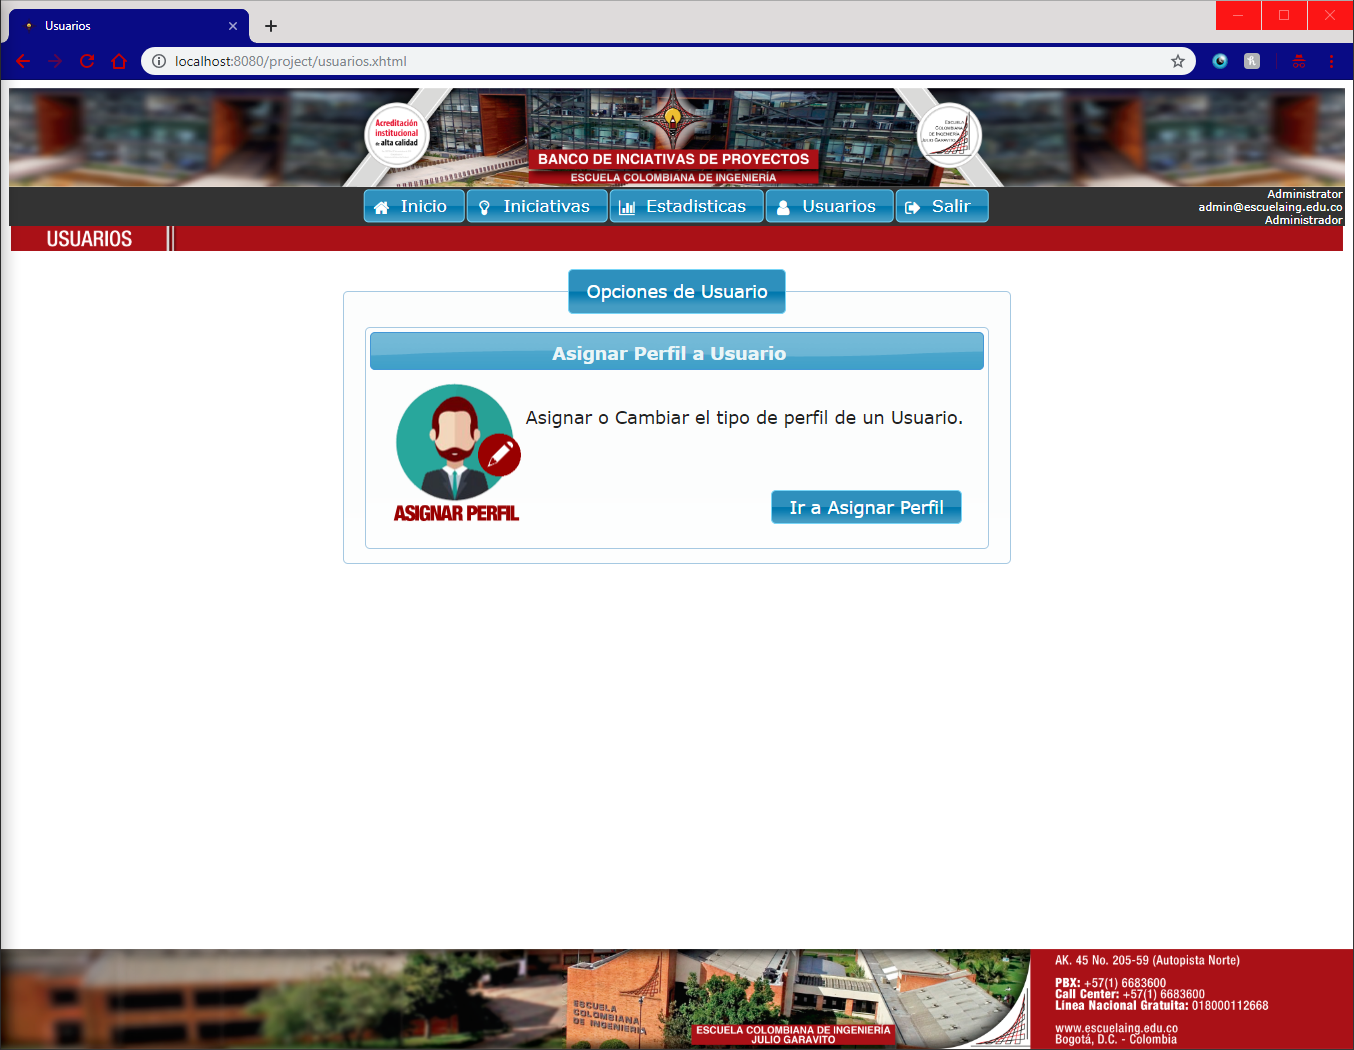 Usuarios
localhost:8080/project/usuarios.xhtml
Acreditación
institucional
de alta calidad
ESCUELA
COLOMBIANA
DE INGENIERÍA
JULIO GARAVITO
BANCO DE INCIATIVAS DE PROYECTOS
ESCUELA COLOMBIANA DE INGENIERÍA
Inicio
Iniciativas
Estadisticas
Usuarios
Salir
Administrator
admin@escuelaing.edu.co
Administrador
USUARIOS
Opciones de Usuario
Asignar Perfil a Usuario
Asignar o Cambiar el tipo de perfil de un Usuario.
ASIGNAR PERFIL
Ir a Asignar Perfil
ESCUELA
COLOMBIANA
DE INGENIERÍA
ESCUELA COLOMBIANA DE INGENIERÍA
JULIO GARAVITO
AK. 45 No. 205-59 (Autopista Norte)
PBX: +57(1) 6683600
Call Center: +57(1) 6683600
Línea Nacional Gratuita: 018000112668
www.escuelaing.edu.co
Bogotá, D.C. - Colombia